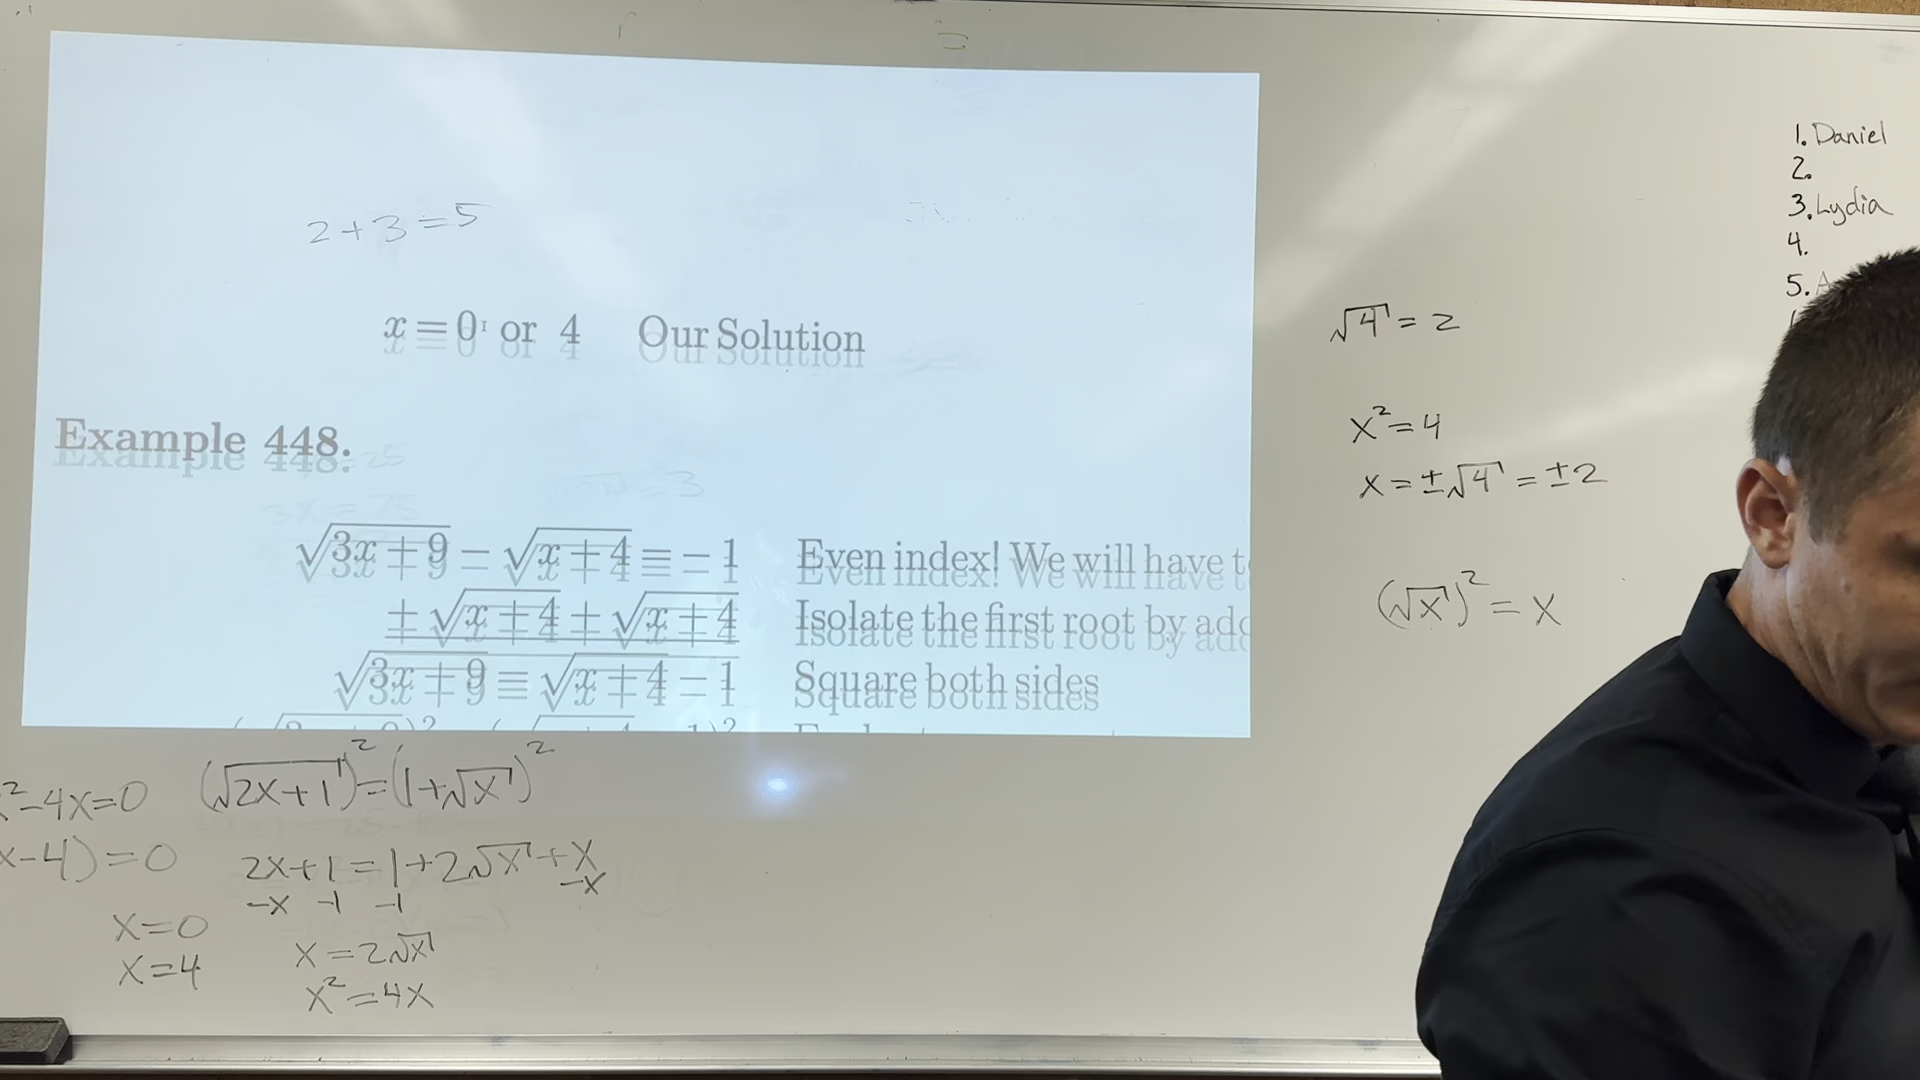 2+3=5
x=0 or 4 Our Solution
Example 448.
√3x+9 − √x+4 = −1 Even index! We will have t
+ √x+4 + √x+4 Isolate the first root by add
√3x+9 = √x+4 − 1 Square both sides
²-4x=0
x-4)=0
x=0
x=4
(√2x+1)²=(1+√x)²
2x+1=1+2√x+x
-x -1 -1 -x
x=2√x
x²=4x
√4=2
x²=4
x=±√4=±2
(√x)²=x
1. Daniel
2.
3. Lydia
4.
5. A